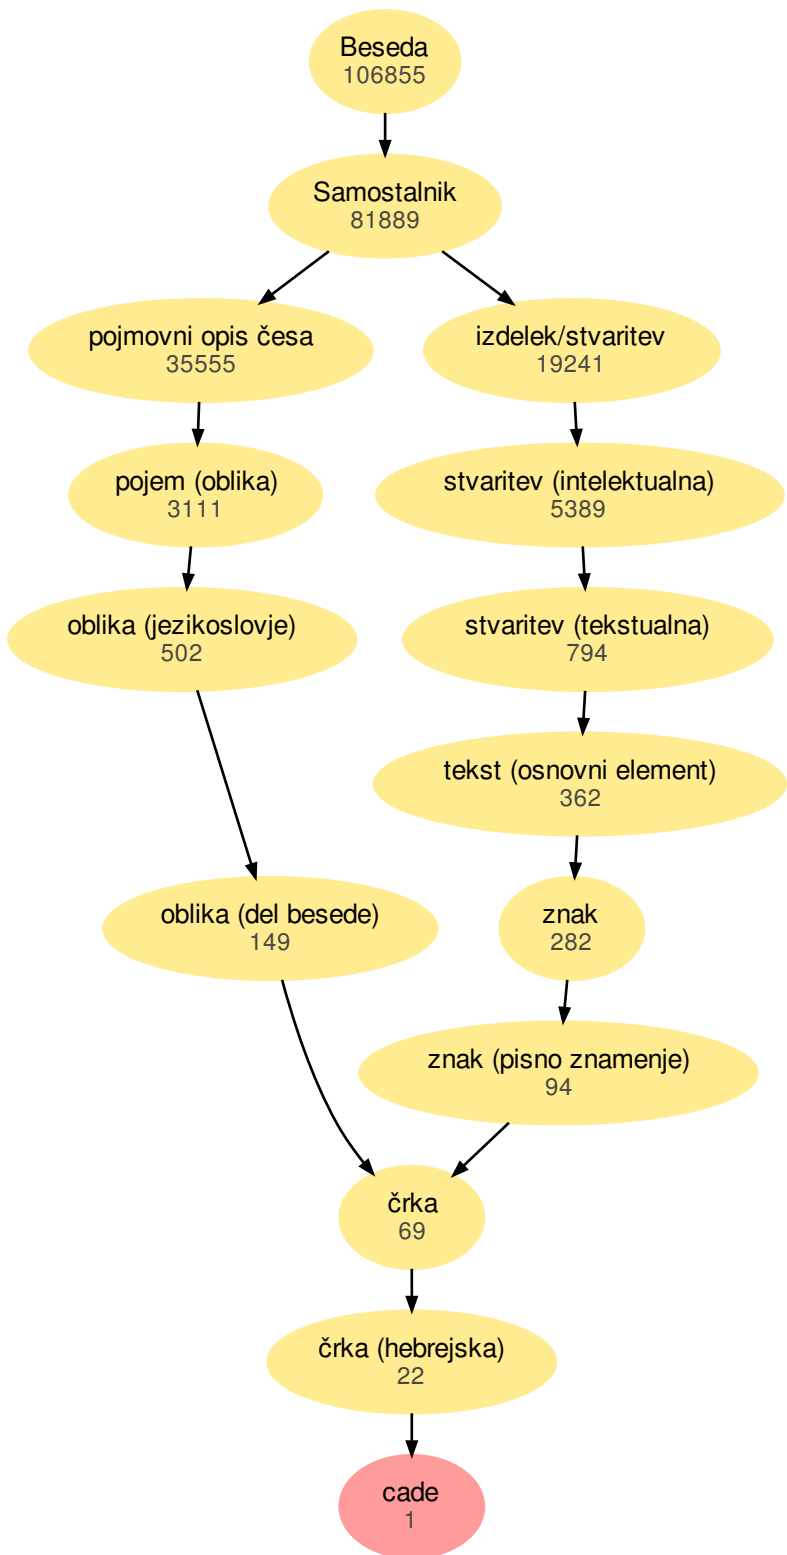 Beseda
106855
Samostalnik
81889
pojmovni opis česa
35555
izdelek/stvaritev
19241
pojem (oblika)
3111
stvaritev (intelektualna)
5389
oblika (jezikoslovje)
502
stvaritev (tekstualna)
794
tekst (osnovni element)
362
oblika (del besede)
149
znak
282
znak (pisno znamenje)
94
črka
69
črka (hebrejska)
22
cade
1